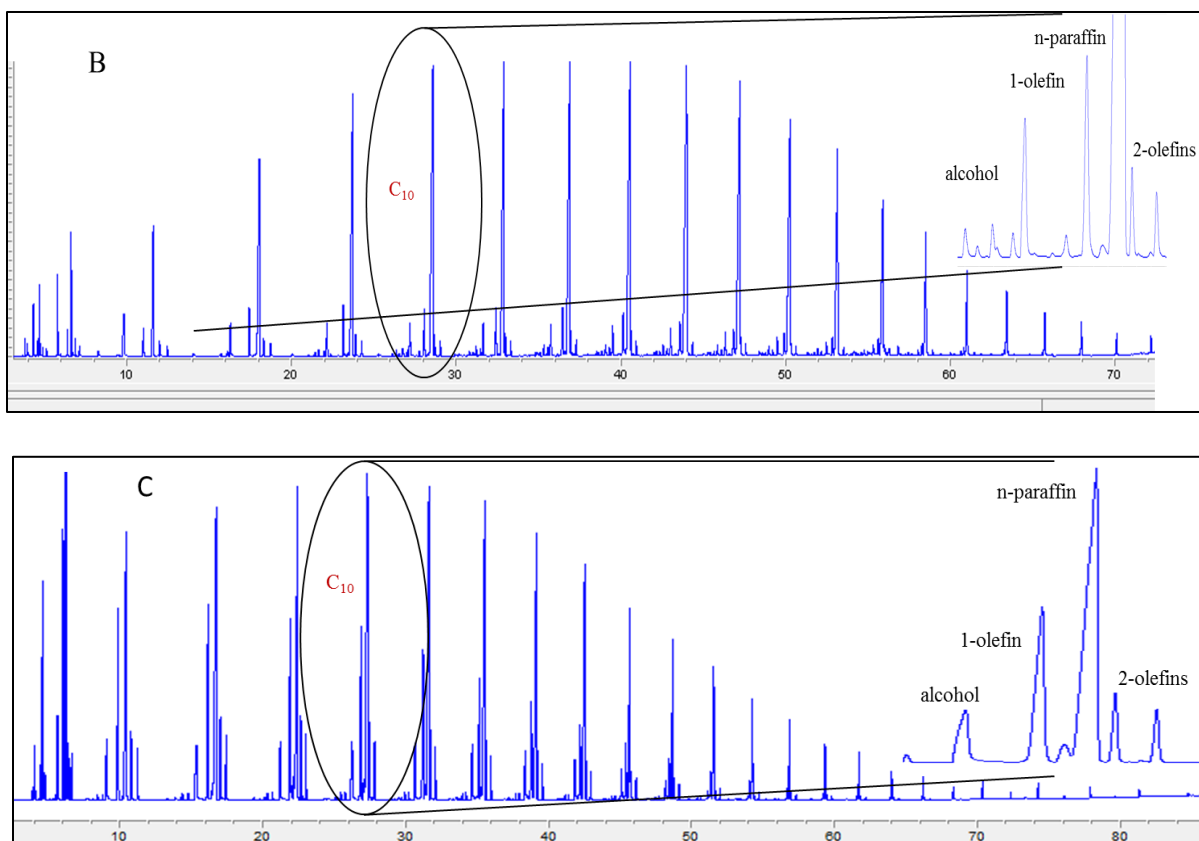 B
n-paraffin
1-olefin
2-olefins
alcohol
C10
10 20 30 40 50 60 70
C
n-paraffin
C10
1-olefin
2-olefins
alcohol
10 20 30 40 50 60 70 80